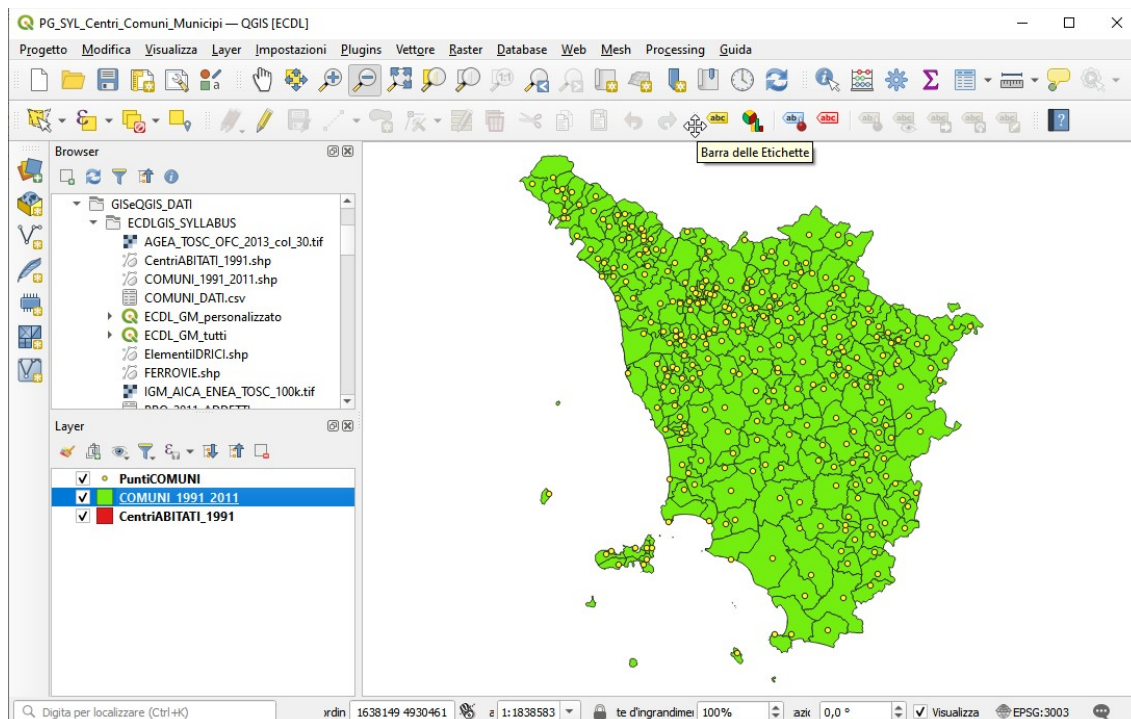 PG_SYL_Centri_Comuni_Municipi — QGIS [ECDL]
Progetto Modifica Visualizza Layer Impostazioni Plugins Vettore Raster Database Web Mesh Processing Guida
Barra delle Etichette
Browser
GISeQGIS_DATI
ECDLGIS_SYLLABUS
AGEA_TOSC_OFC_2013_col_30.tif
CentriABITATI_1991.shp
COMUNI_1991_2011.shp
COMUNI_DATI.csv
ECDL_GM_personalizzato
ECDL_GM_tutti
ElementiIDRICI.shp
FERROVIE.shp
IGM_AICA_ENEA_TOSC_100k.tif
Layer
PuntiCOMUNI
COMUNI_1991_2011
CentriABITATI_1991
Digita per localizzare (Ctrl+K) ordin 1638149 4930461 a 1:1838583 te d'ingrandimei 100% azic 0,0 ° Visualizza EPSG:3003